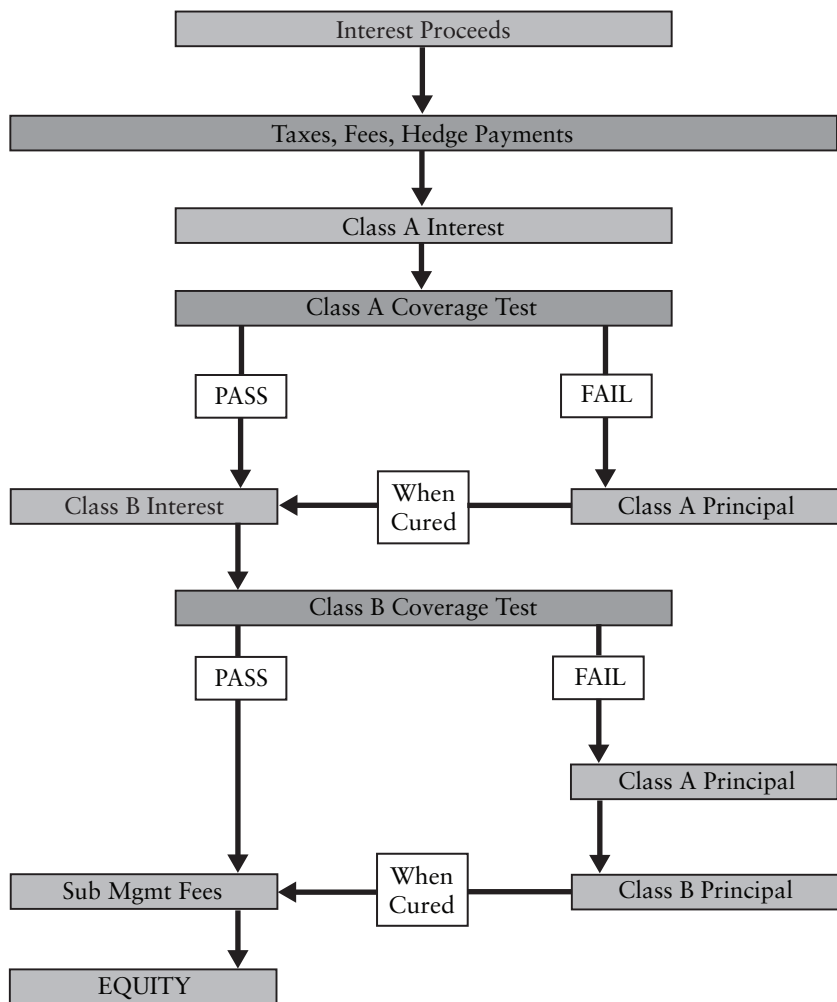 Interest Proceeds
Taxes, Fees, Hedge Payments
Class A Interest
Class A Coverage Test
PASS
FAIL
Class B Interest
When
Cured
Class A Principal
Class B Coverage Test
PASS
FAIL
Class A Principal
Sub Mgmt Fees
When
Cured
Class B Principal
EQUITY